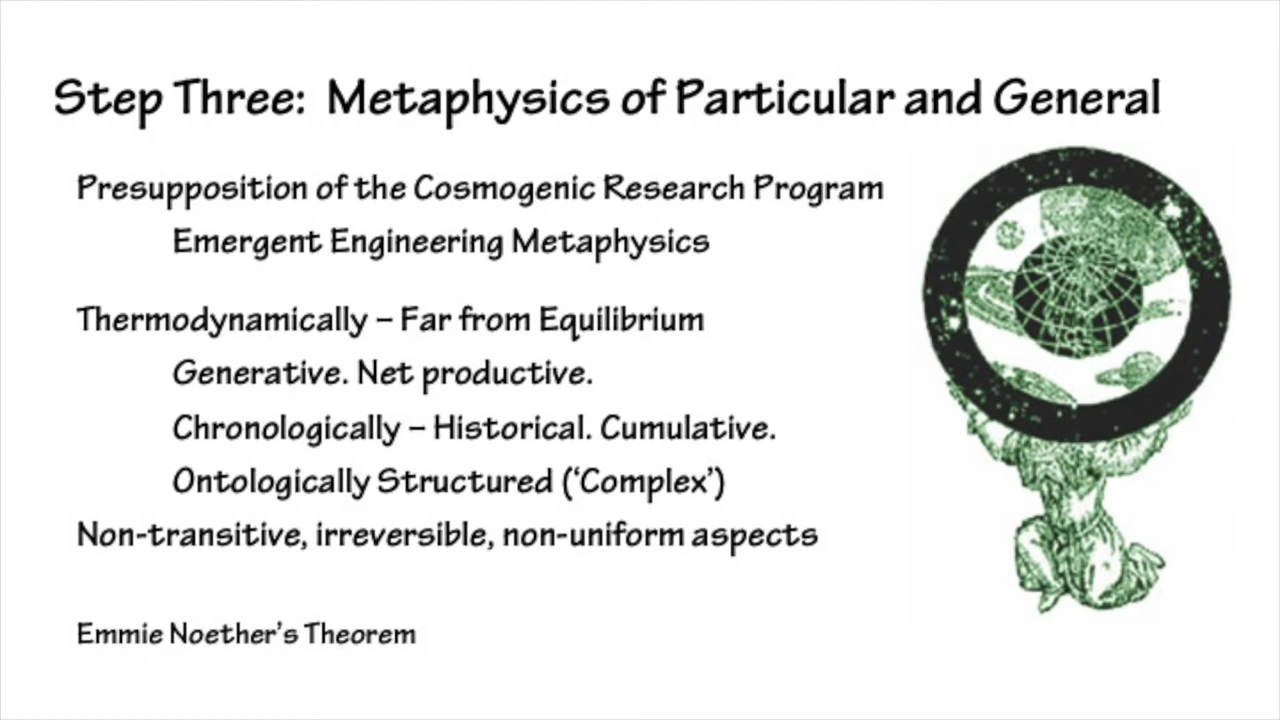 Step Three: Metaphysics of Particular and General
Presupposition of the Cosmogenic Research Program
Emergent Engineering Metaphysics
Thermodynamically – Far from Equilibrium
Generative. Net productive.
Chronologically – Historical. Cumulative.
Ontologically Structured (‘Complex’)
Non-transitive, irreversible, non-uniform aspects
Emmie Noether’s Theorem